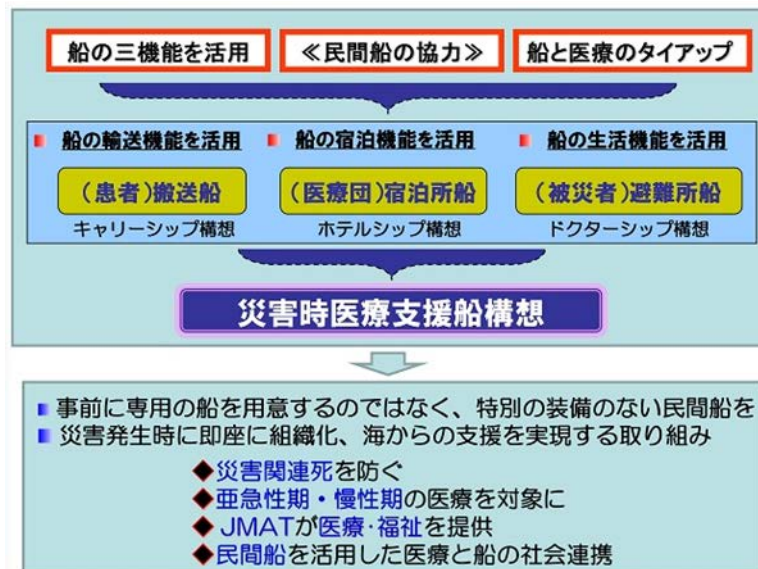 船の三機能を活用
≪民間船の協力≫
船と医療のタイアップ
船の輸送機能を活用
船の宿泊機能を活用
船の生活機能を活用
(患者)搬送船
(医療団)宿泊所船
(被災者)避難所船
キャリーシップ構想
ホテルシップ構想
ドクターシップ構想
災害時医療支援船構想
事前に専用の船を用意するのではなく、特別の装備のない民間船を
災害発生時に即座に組織化、海からの支援を実現する取り組み
◆災害関連死を防ぐ
◆亜急性期・慢性期の医療を対象に
◆JMATが医療・福祉を提供
◆民間船を活用した医療と船の社会連携